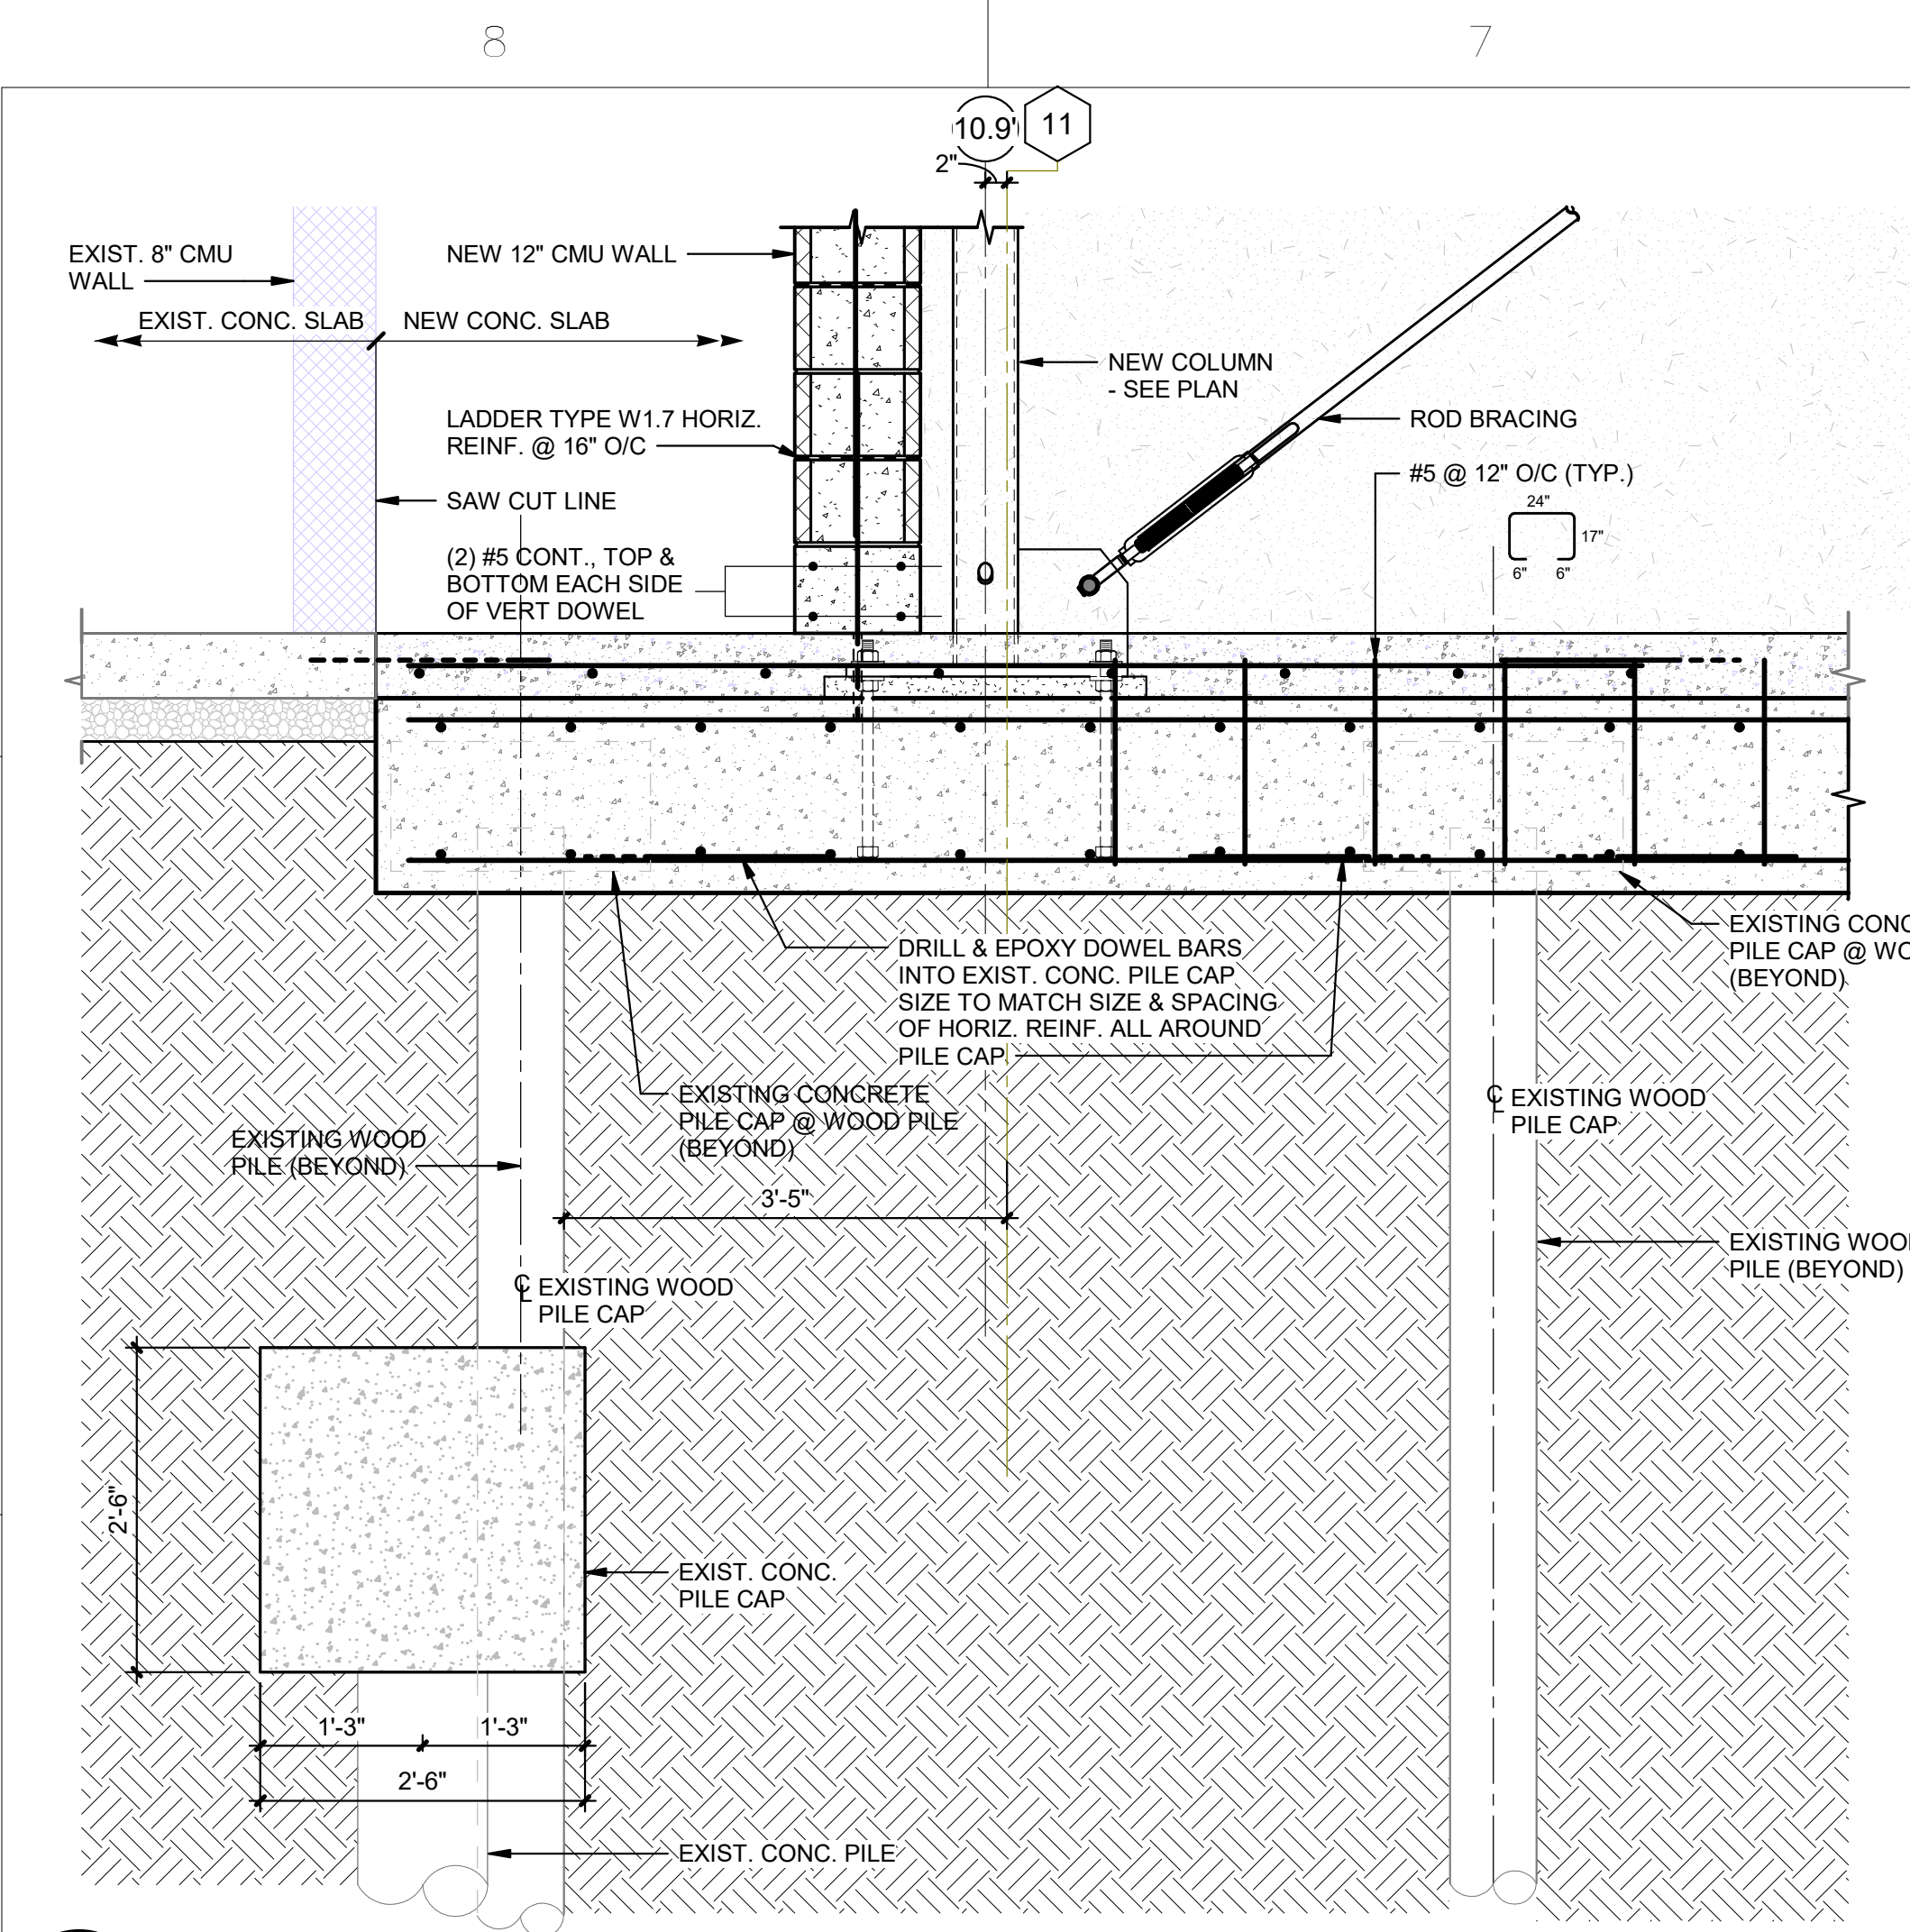 8
7
10.9'
11
2"
EXIST. 8" CMU
WALL
NEW 12" CMU WALL
EXIST. CONC. SLAB
NEW CONC. SLAB
NEW COLUMN
- SEE PLAN
LADDER TYPE W1.7 HORIZ.
REINF. @ 16" O/C
ROD BRACING
#5 @ 12" O/C (TYP.)
24"
17"
6"
6"
SAW CUT LINE
(2) #5 CONT., TOP &
BOTTOM EACH SIDE
OF VERT DOWEL
DRILL & EPOXY DOWEL BARS
INTO EXIST. CONC. PILE CAP
SIZE TO MATCH SIZE & SPACING
OF HORIZ. REINF. ALL AROUND
PILE CAP
EXISTING CONC
PILE CAP @
(BEYOND)
EXISTING CONCRETE
PILE CAP @ WOOD PILE
(BEYOND)
EXISTING WOOD
PILE (BEYOND)
℄ EXISTING WOOD
PILE CAP
3'-5"
EXISTING
PILE (BEYOND)
℄ EXISTING WOOD
PILE CAP
2'-6"
EXIST. CONC.
PILE CAP
1'-3"
1'-3"
2'-6"
EXIST. CONC. PILE